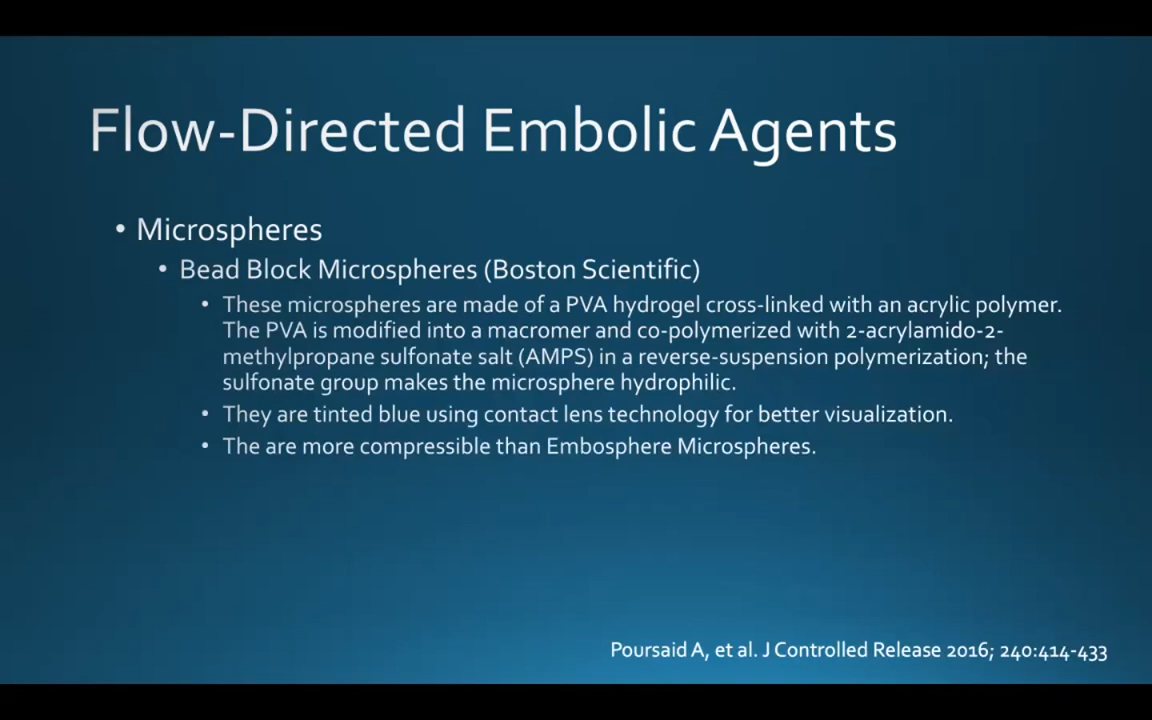 Flow-Directed Embolic Agents
• Microspheres
• Bead Block Microspheres (Boston Scientific)
• These microspheres are made of a PVA hydrogel cross-linked with an acrylic polymer.
The PVA is modified into a macromer and co-polymerized with 2-acrylamido-2-
methylpropane sulfonate salt (AMPS) in a reverse-suspension polymerization; the
sulfonate group makes the microsphere hydrophilic.
• They are tinted blue using contact lens technology for better visualization.
• The are more compressible than Embosphere Microspheres.
Poursaid A, et al. J Controlled Release 2016; 240:414-433